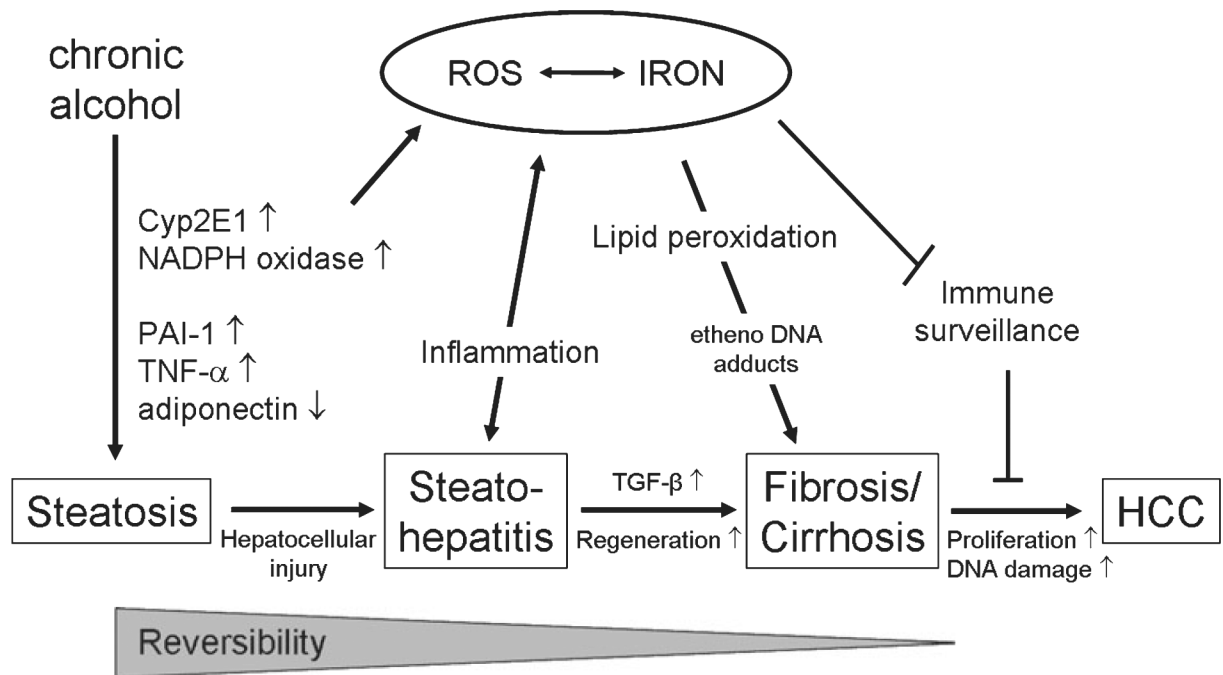 chronic
alcohol
ROS ↔ IRON
Cyp2E1 ↑
NADPH oxidase ↑
PAI-1 ↑
TNF-α ↑
adiponectin ↓
Inflammation
Lipid peroxidation
etheno DNA
adducts
Immune
surveillance
Steatosis
Hepatocellular
injury
Steato-
hepatitis
TGF-β ↑
Regeneration ↑
Fibrosis/
Cirrhosis
Proliferation ↑
DNA damage ↑
HCC
Reversibility